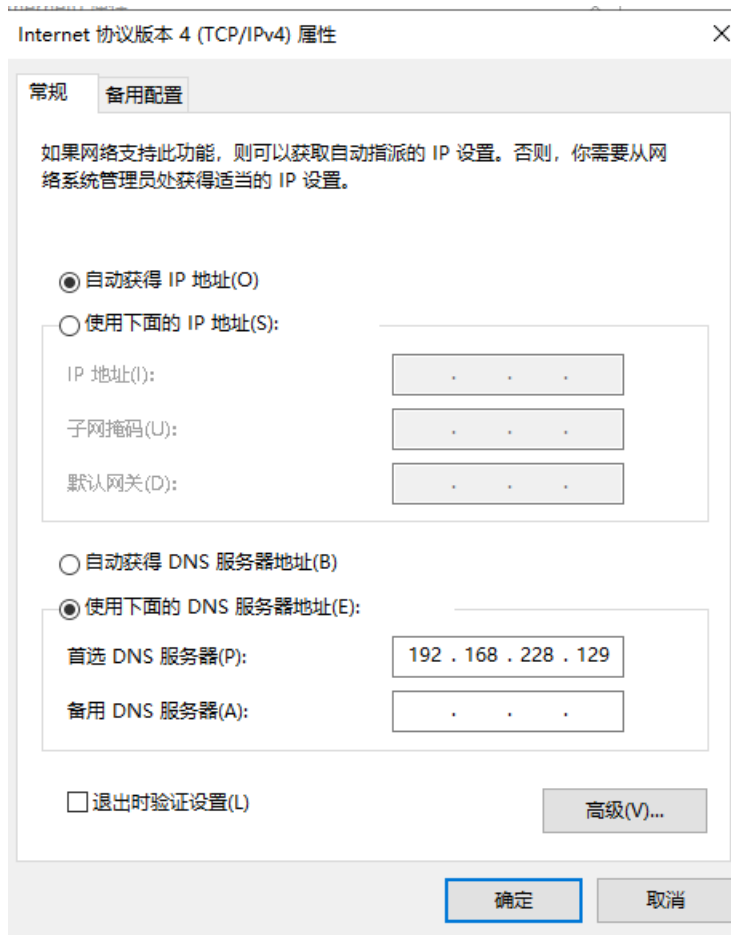 Internet 协议版本 4 (TCP/IPv4) 属性
常规
备用配置
如果网络支持此功能，则可以获取自动指派的 IP 设置。否则，你需要从网
络系统管理员处获得适当的 IP 设置。
自动获得 IP 地址(O)
使用下面的 IP 地址(S):
IP 地址(I):
子网掩码(U):
默认网关(D):
自动获得 DNS 服务器地址(B)
使用下面的 DNS 服务器地址(E):
首选 DNS 服务器(P):
192 . 168 . 228 . 129
备用 DNS 服务器(A):
退出时验证设置(L)
高级(V)...
确定
取消